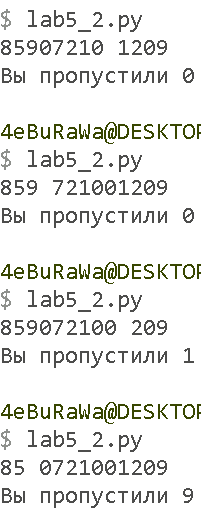 $ lab5_2.py
85907210 1209
Вы пропустили 0
4eBuRaWa@DESKTOP
$ lab5_2.py
859 721001209
Вы пропустили 0
4eBuRaWa@DESKTOP
$ lab5_2.py
859072100 209
Вы пропустили 1
4eBuRaWa@DESKTOP
$ lab5_2.py
85 0721001209
Вы пропустили 9